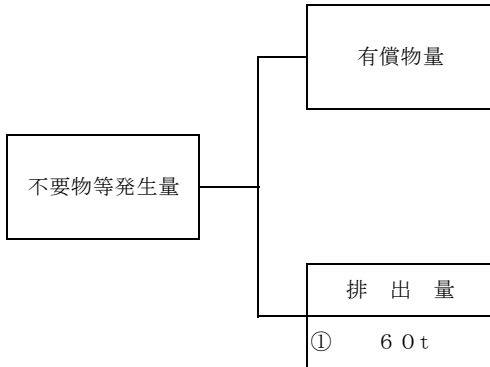 有償物量
不要物等発生量
排　出　量
①　　６０ｔ